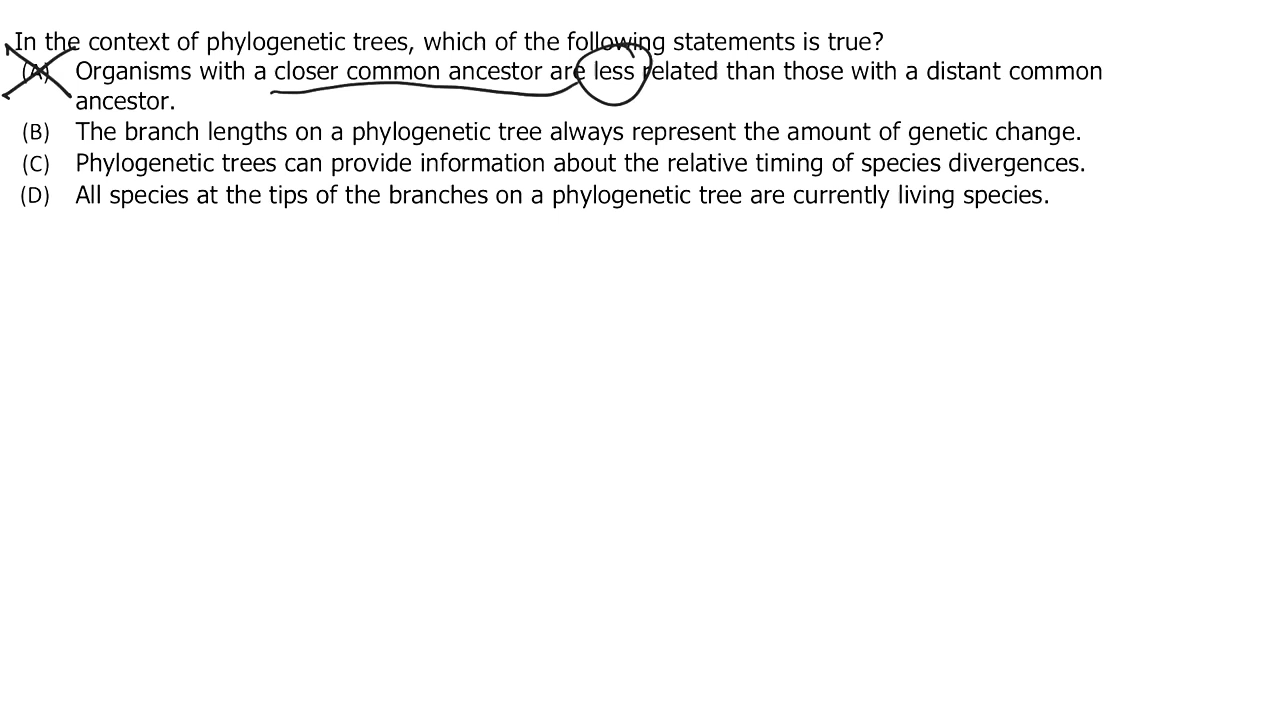 In the context of phylogenetic trees, which of the following statements is true?
(A) Organisms with a closer common ancestor are less related than those with a distant common
ancestor.
(B) The branch lengths on a phylogenetic tree always represent the amount of genetic change.
(C) Phylogenetic trees can provide information about the relative timing of species divergences.
(D) All species at the tips of the branches on a phylogenetic tree are currently living species.